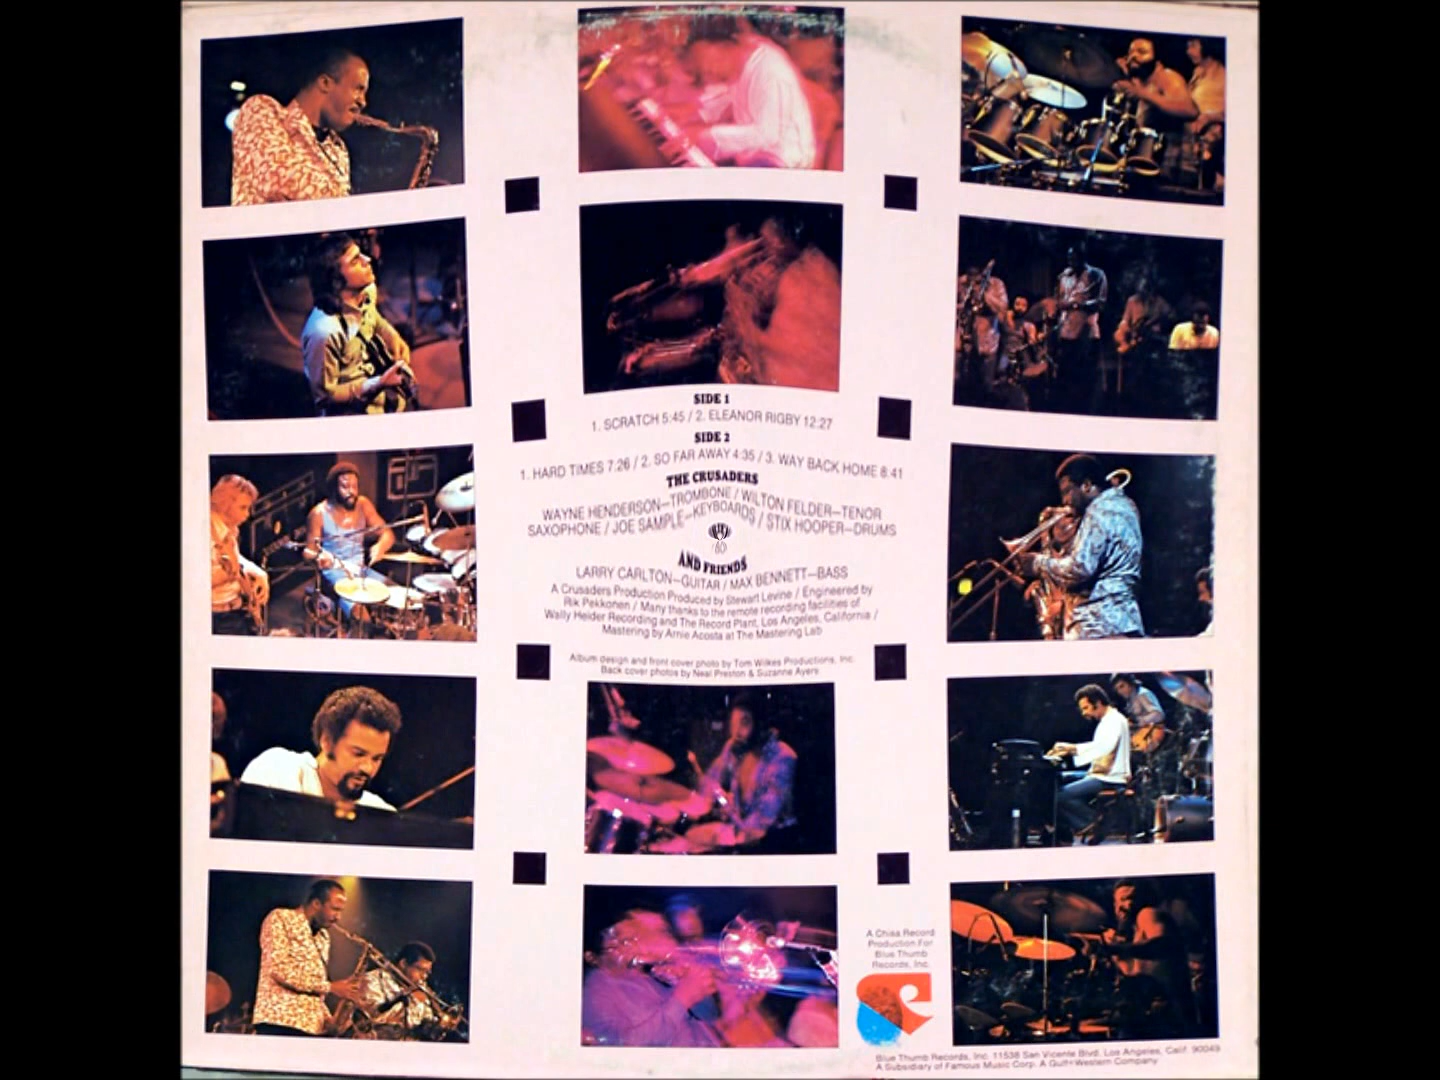 SIDE 1
1. SCRATCH 5:45 / 2. ELEANOR RIGBY 12:27
SIDE 2
1. HARD TIMES 7:26 / 2. SO FAR AWAY 4:35 / 3. WAY BACK HOME 8:41
THE CRUSADERS
WAYNE HENDERSON—TROMBONE / WILTON FELDER—TENOR
SAXOPHONE / JOE SAMPLE—KEYBOARDS / STIX HOOPER—DRUMS
AND FRIENDS
LARRY CARLTON—GUITAR / MAX BENNETT—BASS
A Crusaders Production Produced by Stewart Levine / Engineered by
Rik Pekkonen / Many thanks to the remote recording facilities of
Wally Heider Recording and The Record Plant, Los Angeles, California /
Mastering by Arnie Acosta at The Mastering Lab
Album design and front cover photo by Tom Wilkes Productions, Inc.
Back cover photos by Neal Preston & Suzanne Ayers
A Chisa Record
Production For
Blue Thumb
Records, Inc.
Blue Thumb Records, Inc. 11538 San Vicente Blvd. Los Angeles, Calif. 90049
A Subsidiary of Famous Music Corp. A Gulf+Western Company